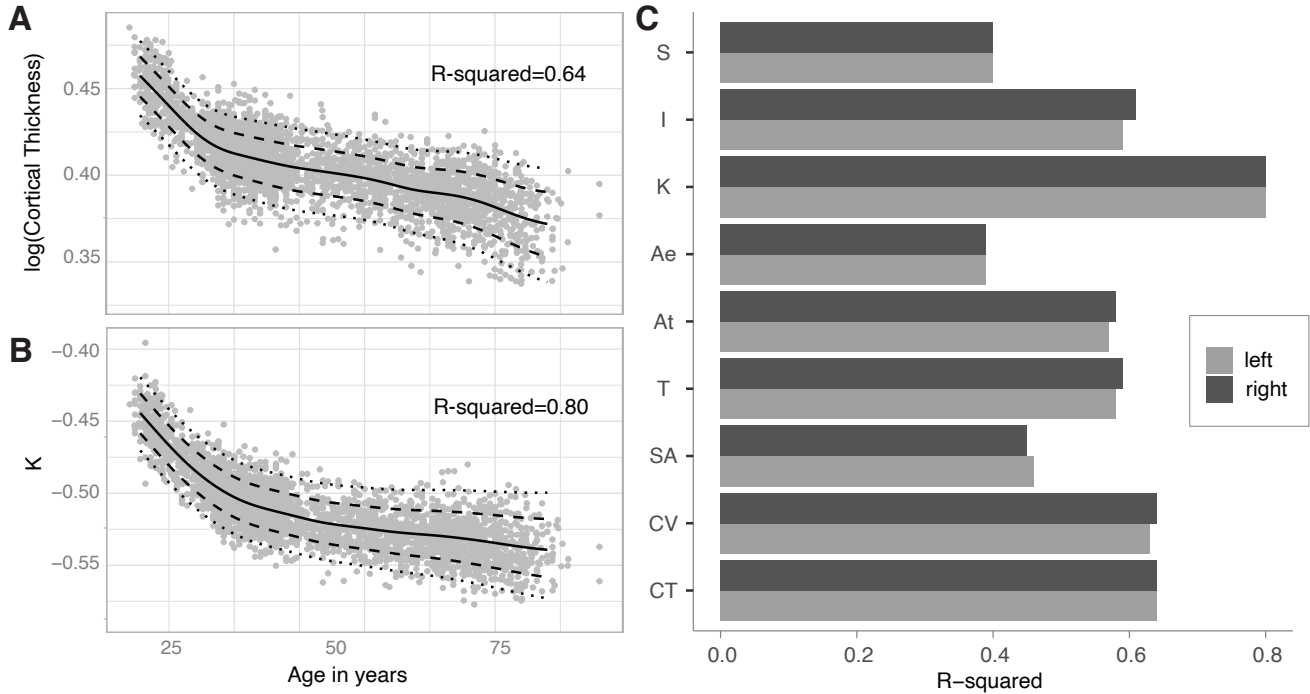 A
log(Cortical Thickness)
0.45
0.40
0.35
R-squared=0.64
B
K
−0.40
−0.45
−0.50
−0.55
R-squared=0.80
25
50
75
Age in years
C
S
I
K
Ae
At
T
SA
CV
CT
0.0
0.2
0.4
0.6
0.8
R−squared
left
right